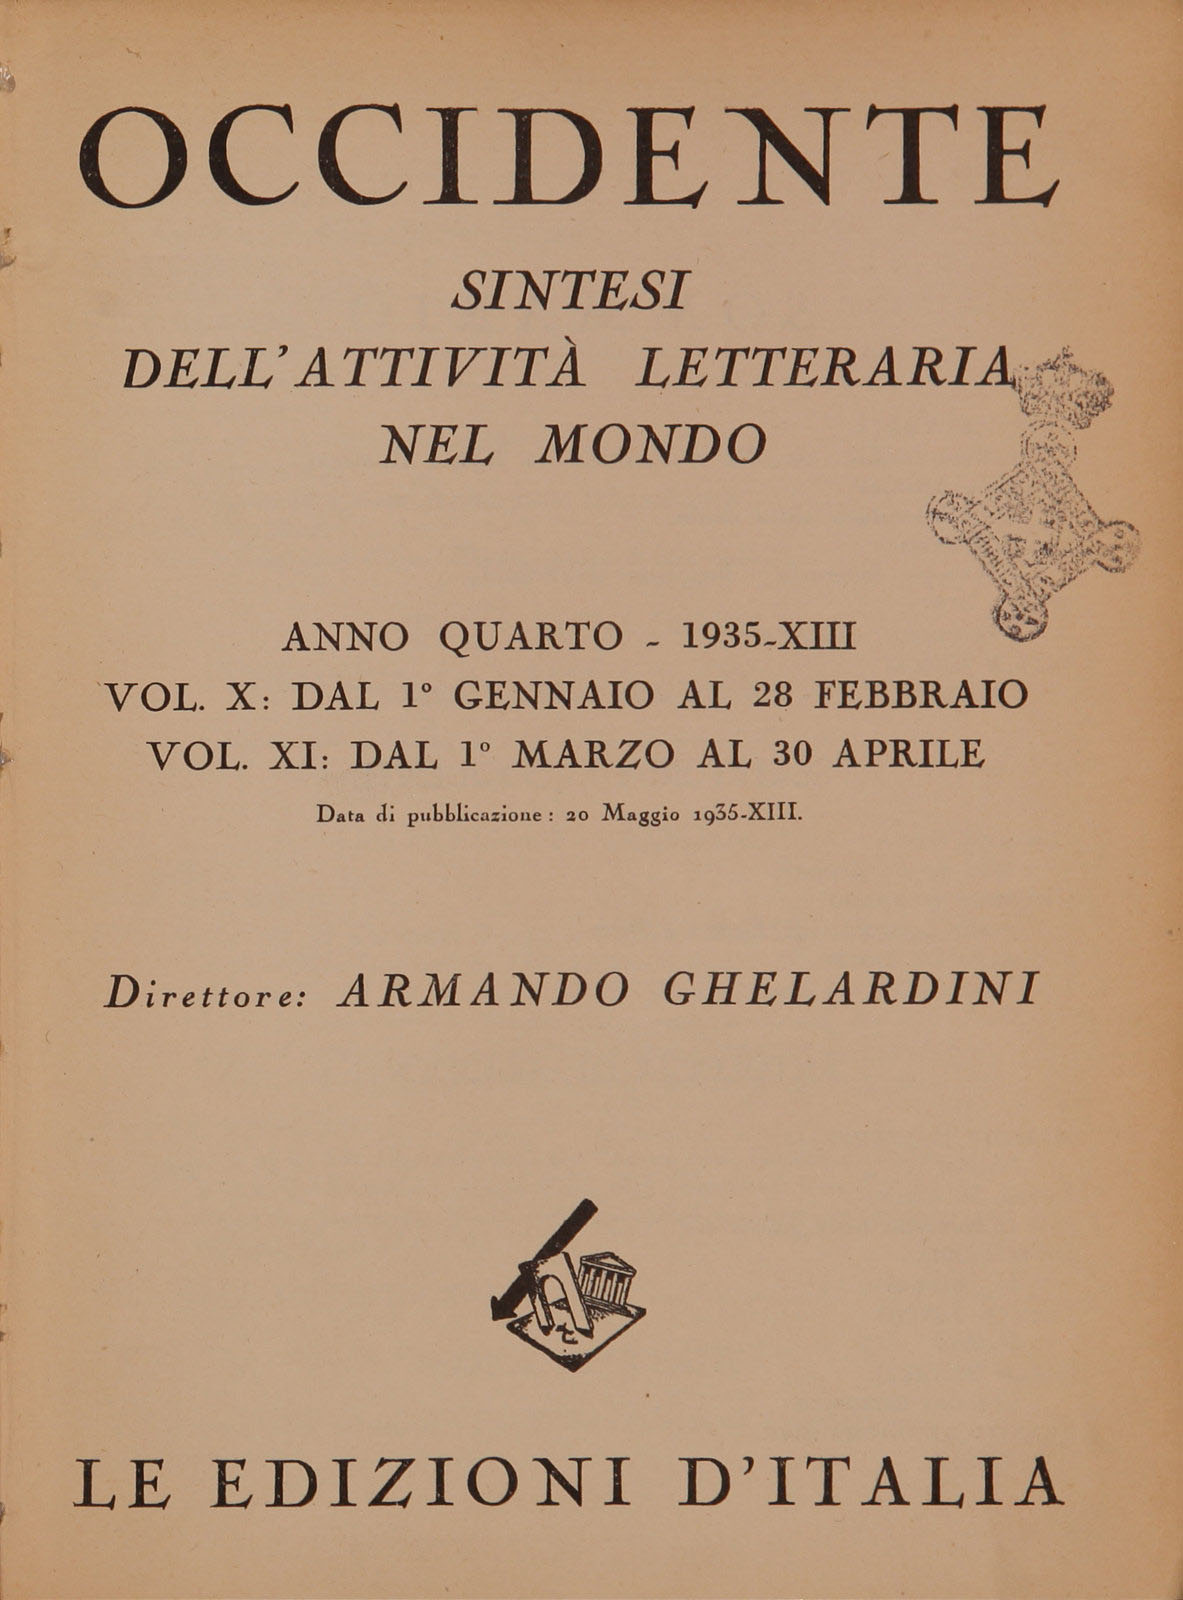 OCCIDENTE
SINTESI
DELL'ATTIVITÀ LETTERARIA
NEL MONDO
ANNO QUARTO - 1935-XIII
VOL. X: DAL 1° GENNAIO AL 28 FEBBRAIO
VOL. XI: DAL 1° MARZO AL 30 APRILE
Data di pubblicazione: 20 Maggio 1935-XIII.
Direttore: ARMANDO GHELARDINI
LE EDIZIONI D'ITALIA